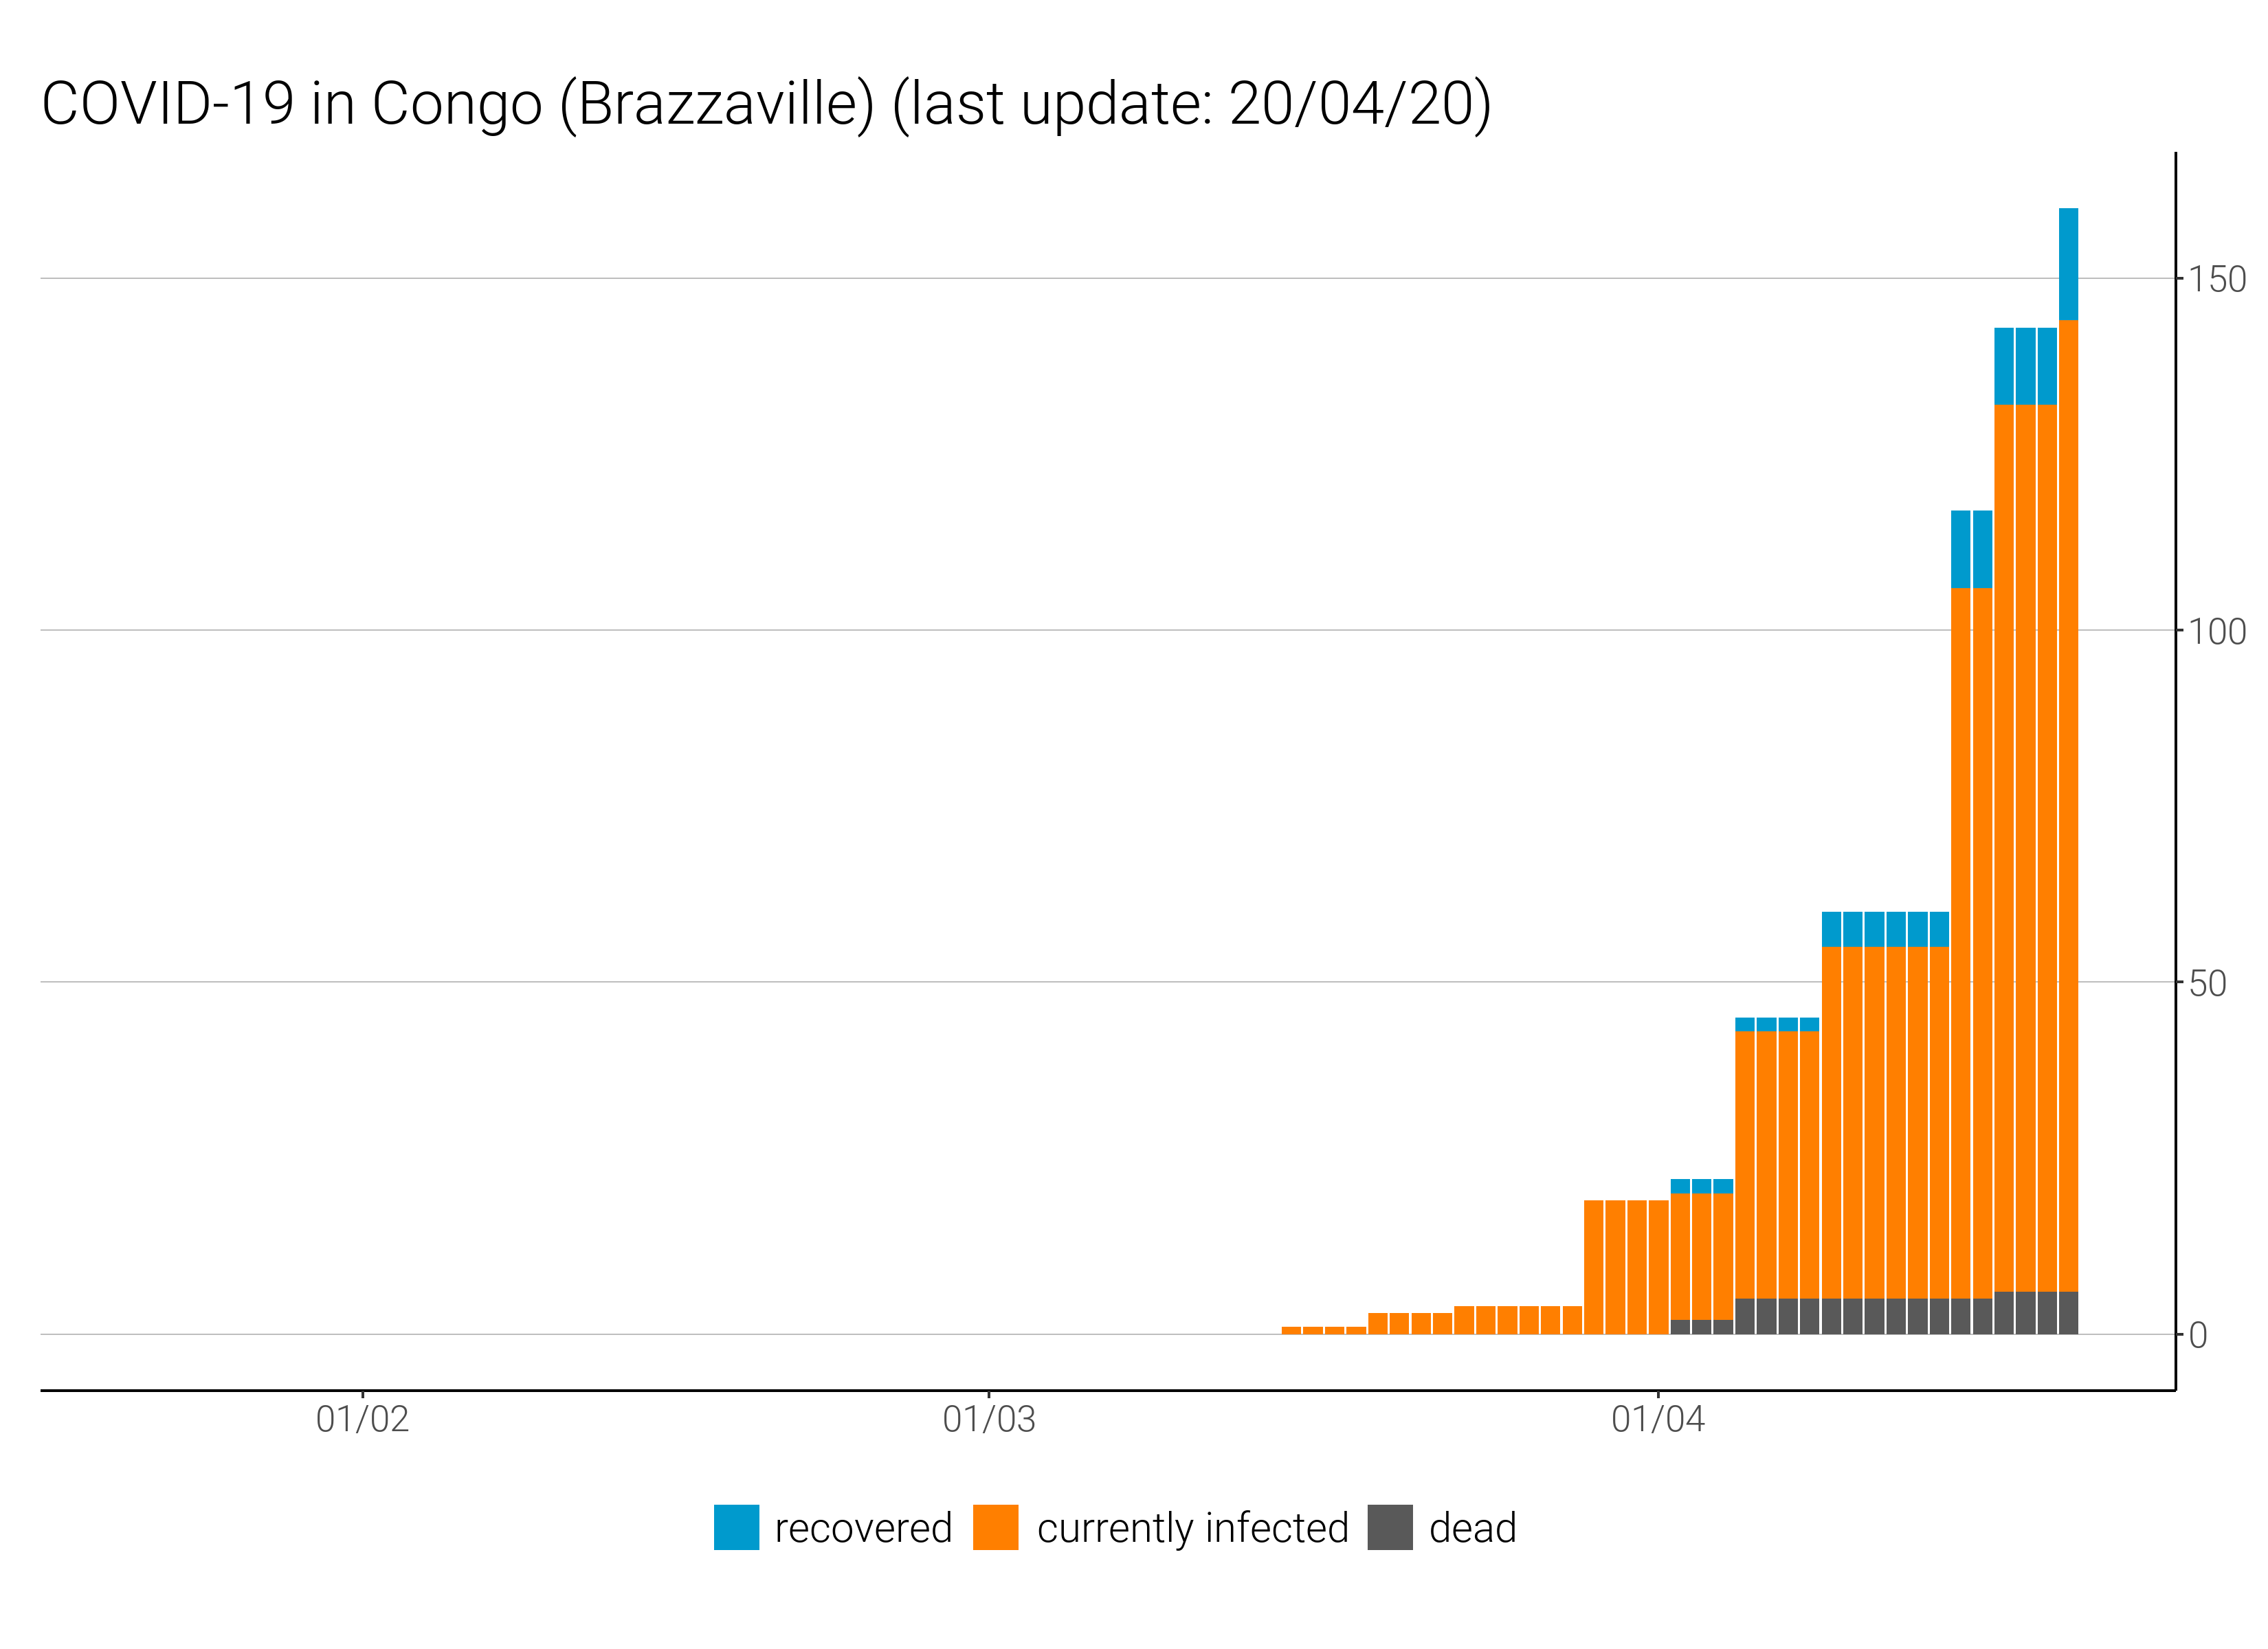 COVID-19 in Congo (Brazzaville) (last update: 20/04/20)
150
100
50
0
01/02 01/03 01/04
recovered currently infected dead